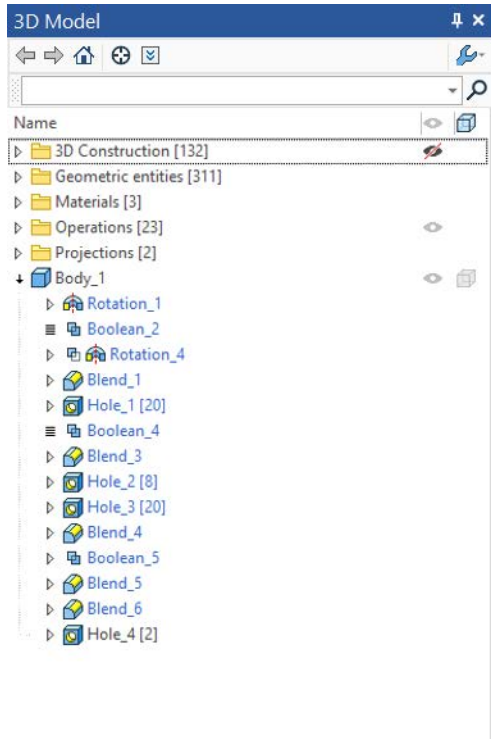 3D Model
Name
3D Construction [132]
Geometric entities [311]
Materials [3]
Operations [23]
Projections [2]
Body_1
Rotation_1
Boolean_2
Rotation_4
Blend_1
Hole_1 [20]
Boolean_4
Blend_3
Hole_2 [8]
Hole_3 [20]
Blend_4
Boolean_5
Blend_5
Blend_6
Hole_4 [2]